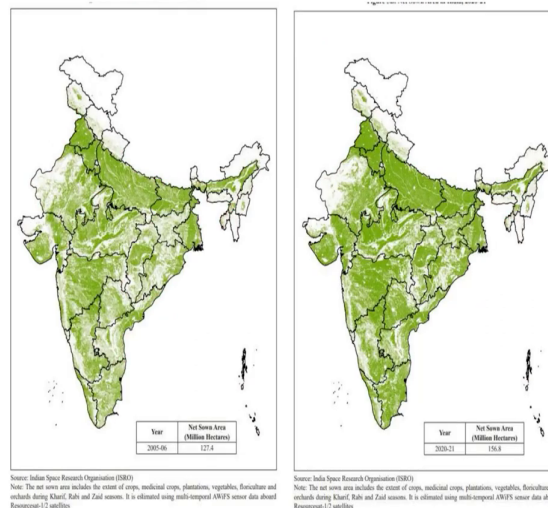 Year
Net Sown Area
(Million Hectares)
2005-06
127.4
Source: Indian Space Research Organisation (ISRO)
Note: The net sown area includes the extent of crops, medicinal crops, plantations, vegetables, floriculture and
orchards during Kharif, Rabi and Zaid seasons. It is estimated using multi-temporal AWiFS sensor data aboard
Resourcesat-1/2 satellites
Year
Net Sown Area
(Million Hectares)
2020-21
156.8
Source: India Space Research Organisation (ISRO)
Note: The net sown area includes the extent of crops, medicinal crops, plantations, vegetables, floriculture
orchards during Kharif, Rabi and Zaid seasons. It is estimated using multi-temporal AWiFS sensor data
Resourcesat-1/2 satellites